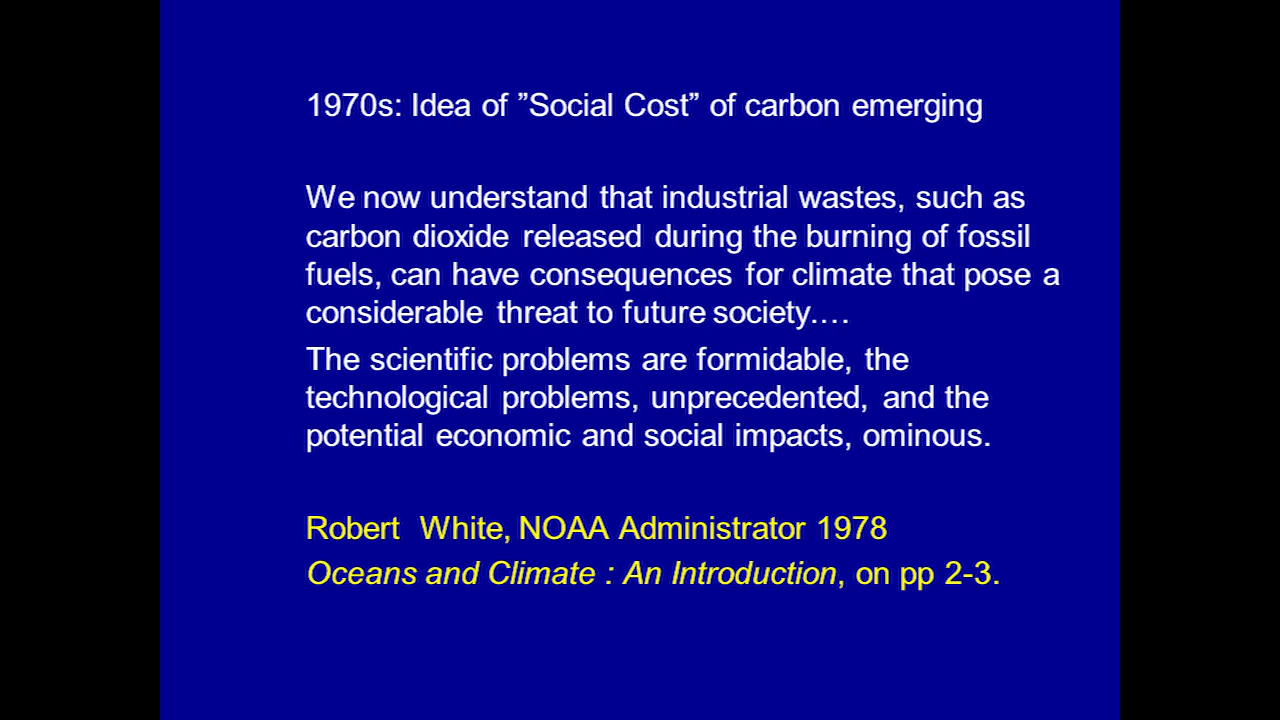 1970s: Idea of ”Social Cost” of carbon emerging
We now understand that industrial wastes, such as
carbon dioxide released during the burning of fossil
fuels, can have consequences for climate that pose a
considerable threat to future society.…
The scientific problems are formidable, the
technological problems, unprecedented, and the
potential economic and social impacts, ominous.
Robert White, NOAA Administrator 1978
Oceans and Climate : An Introduction, on pp 2-3.